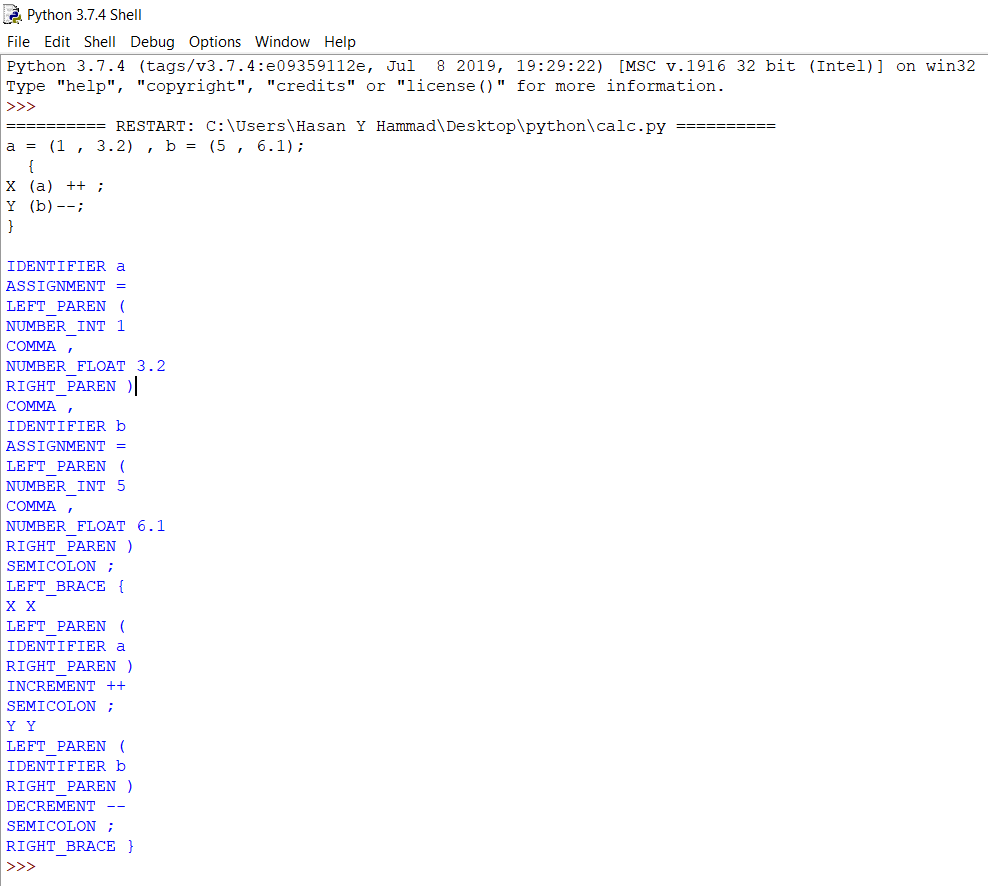 Python 3.7.4 Shell
File Edit Shell Debug Options Window Help
Python 3.7.4 (tags/v3.7.4:e09359112e, Jul  8 2019, 19:29:22) [MSC v.1916 32 bit (Intel)] on win32
Type "help", "copyright", "credits" or "license()" for more information.
>>>
========== RESTART: C:\Users\Hasan Y Hammad\Desktop\python\calc.py ==========
a = (1 , 3.2) , b = (5 , 6.1);
  {
X (a) ++ ;
Y (b)--;
}

IDENTIFIER a
ASSIGNMENT =
LEFT_PAREN (
NUMBER_INT 1
COMMA ,
NUMBER_FLOAT 3.2
RIGHT_PAREN )
COMMA ,
IDENTIFIER b
ASSIGNMENT =
LEFT_PAREN (
NUMBER_INT 5
COMMA ,
NUMBER_FLOAT 6.1
RIGHT_PAREN )
SEMICOLON ;
LEFT_BRACE {
X X
LEFT_PAREN (
IDENTIFIER a
RIGHT_PAREN )
INCREMENT ++
SEMICOLON ;
Y Y
LEFT_PAREN (
IDENTIFIER b
RIGHT_PAREN )
DECREMENT --
SEMICOLON ;
RIGHT_BRACE }
>>>